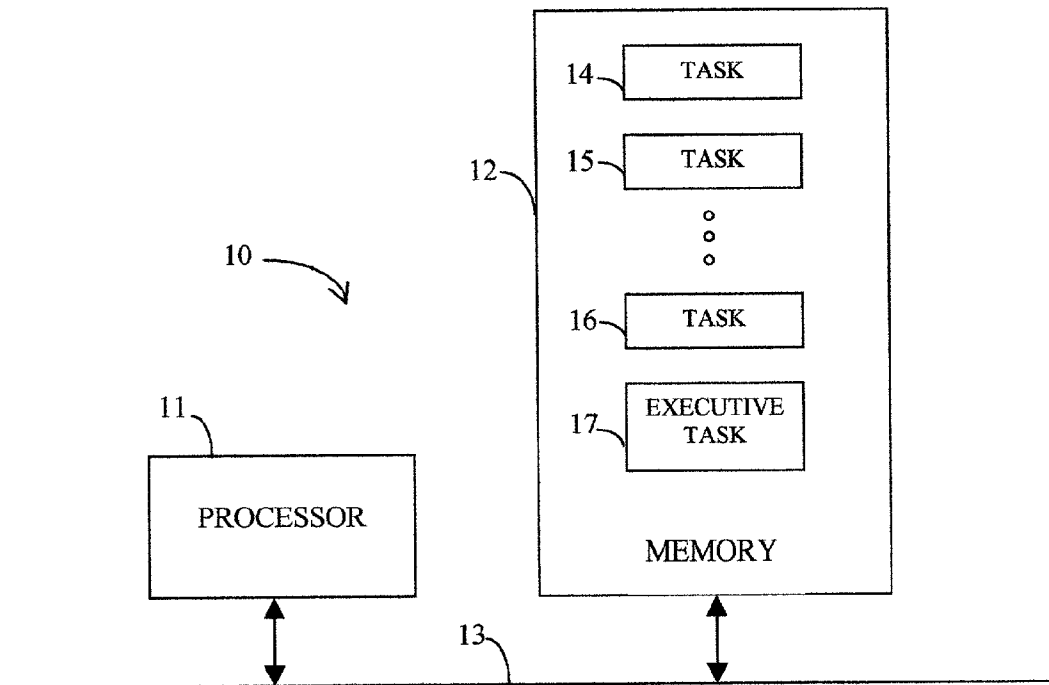 14
TASK
15
TASK
12
10
16
TASK
11
17
EXECUTIVE
TASK
PROCESSOR
MEMORY
13